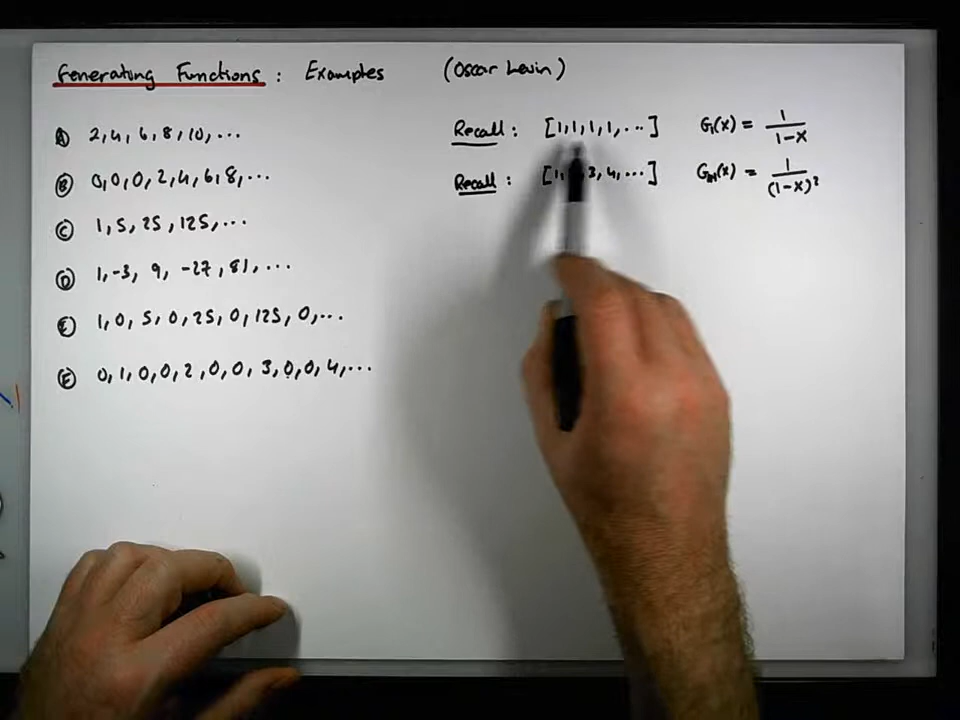 Generating Functions : Examples (Oscar Levin)
Ⓐ 2, 4, 6, 8, 10, ...
Ⓑ 0, 0, 0, 2, 4, 6, 8, ...
Ⓒ 1, 5, 25, 125, ...
Ⓓ 1, -3, 9, -27, 81, ...
Ⓔ 1, 0, 5, 0, 25, 0, 125, 0, ...
Ⓕ 0, 1, 0, 0, 2, 0, 0, 3, 0, 0, 4, ...
Recall : [1, 1, 1, 1, ...] G₁(x) = 1/(1-x)
Recall : [1, 3, 4, ...] (x) = 1/(1-x)²